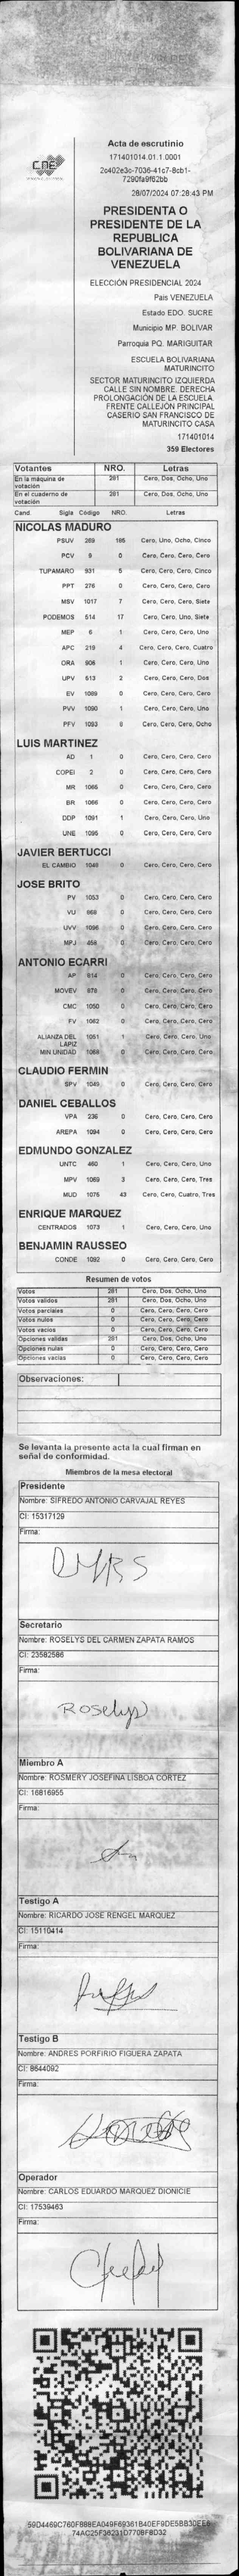 CNE
Acta de escrutinio
171401014.01.1.0001
2c402e3c-7036-41c7-8cb1-
7290fa9f62bb
28/07/2024 07:28:43 PM
PRESIDENTA O
PRESIDENTE DE LA
REPUBLICA
BOLIVARIANA DE
VENEZUELA
ELECCIÓN PRESIDENCIAL 2024
Pais VENEZUELA
Estado EDO. SUCRE
Municipio MP. BOLIVAR
Parroquia PQ. MARIGUITAR
ESCUELA BOLIVARIANA
MATURINCITO
SECTOR MATURINCITO IZQUIERDA
CALLE SIN NOMBRE. DERECHA
PROLONGACIÓN DE LA ESCUELA.
FRENTE CALLEJÓN PRINCIPAL
CASERIO SAN FRANCISCO DE
MATURINCITO CASA
171401014
359 Electores
Votantes NRO. Letras
En la máquina de votación 281 Cero, Dos, Ocho, Uno
En el cuaderno de votación 281 Cero, Dos, Ocho, Uno
Cand. Sigla Código NRO. Letras
NICOLAS MADURO
PSUV 269 185 Cero, Uno, Ocho, Cinco
PCV 9 0 Cero, Cero, Cero, Cero
TUPAMARO 931 5 Cero, Cero, Cero, Cinco
PPT 276 0 Cero, Cero, Cero, Cero
MSV 1017 7 Cero, Cero, Cero, Siete
PODEMOS 514 17 Cero, Cero, Uno, Siete
MEP 6 1 Cero, Cero, Cero, Uno
APC 219 4 Cero, Cero, Cero, Cuatro
ORA 906 1 Cero, Cero, Cero, Uno
UPV 613 2 Cero, Cero, Cero, Dos
EV 1089 0 Cero, Cero, Cero, Cero
PVV 1090 1 Cero, Cero, Cero, Uno
PFV 1093 8 Cero, Cero, Cero, Ocho
LUIS MARTINEZ
AD 1 0 Cero, Cero, Cero, Cero
COPEI 2 0 Cero, Cero, Cero, Cero
MR 1065 0 Cero, Cero, Cero, Cero
BR 1066 0 Cero, Cero, Cero, Cero
DDP 1091 1 Cero, Cero, Cero, Uno
UNE 1095 0 Cero, Cero, Cero, Cero
JAVIER BERTUCCI
EL CAMBIO 1048 0 Cero, Cero, Cero, Cero
JOSE BRITO
PV 1053 0 Cero, Cero, Cero, Cero
VU 868 0 Cero, Cero, Cero, Cero
UVV 1096 0 Cero, Cero, Cero, Cero
MPJ 458 0 Cero, Cero, Cero, Cero
ANTONIO ECARRI
AP 814 0 Cero, Cero, Cero, Cero
MOVEV 878 0 Cero, Cero, Cero, Cero
CMC 1050 0 Cero, Cero, Cero, Cero
FV 1062 0 Cero, Cero, Cero, Cero
ALIANZA DEL LAPIZ 1051 1 Cero, Cero, Cero, Uno
MIN UNIDAD 1068 0 Cero, Cero, Cero, Cero
CLAUDIO FERMIN
SPV 1049 0 Cero, Cero, Cero, Cero
DANIEL CEBALLOS
VPA 236 0 Cero, Cero, Cero, Cero
AREPA 1094 0 Cero, Cero, Cero, Cero
EDMUNDO GONZALEZ
UNTC 460 1 Cero, Cero, Cero, Uno
MPV 1069 3 Cero, Cero, Cero, Tres
MUD 1075 43 Cero, Cero, Cuatro, Tres
ENRIQUE MARQUEZ
CENTRADOS 1073 1 Cero, Cero, Cero, Uno
BENJAMIN RAUSSEO
CONDE 1092 0 Cero, Cero, Cero, Cero
Resumen de votos
Votos 281 Cero, Dos, Ocho, Uno
Votos validos 281 Cero, Dos, Ocho, Uno
Votos parciales 0 Cero, Cero, Cero, Cero
Votos nulos 0 Cero, Cero, Cero, Cero
Votos vacios 0 Cero, Cero, Cero, Cero
Opciones validas 281 Cero, Dos, Ocho, Uno
Opciones nulas 0 Cero, Cero, Cero, Cero
Opciones vacias 0 Cero, Cero, Cero, Cero
Observaciones:
Se levanta la presente acta la cual firman en
señal de conformidad.
Miembros de la mesa electoral
Presidente
Nombre: SIFREDO ANTONIO CARVAJAL REYES
CI: 15317129
Firma:
Secretario
Nombre: ROSELYS DEL CARMEN ZAPATA RAMOS
CI: 23582586
Firma:
Roselys
Miembro A
Nombre: ROSMERY JOSEFINA LISBOA CORTEZ
CI: 16816955
Firma:
Testigo A
Nombre: RICARDO JOSE RENGEL MARQUEZ
CI: 15110414
Firma:
Testigo B
Nombre: ANDRES PORFIRIO FIGUERA ZAPATA
CI: 8644092
Firma:
Operador
Nombre: CARLOS EDUARDO MARQUEZ DIONICIE
CI: 17539463
Firma: